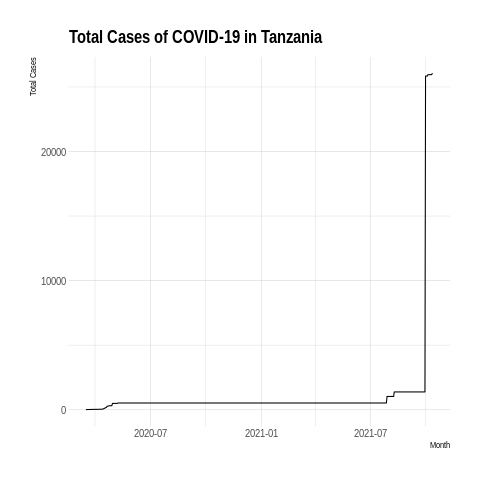 Total Cases of COVID-19 in Tanzania
Total Cases
20000
10000
0
2020-07
2021-01
2021-07
Month